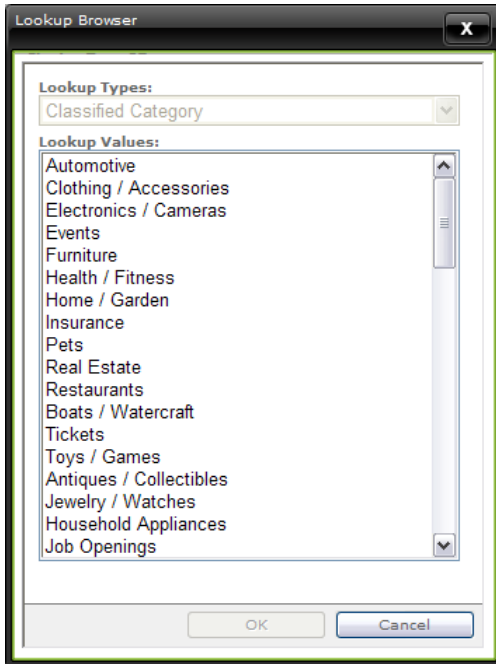 Lookup Browser
X
Lookup Types:
Classified Category
Lookup Values:
Automotive
Clothing / Accessories
Electronics / Cameras
Events
Furniture
Health / Fitness
Home / Garden
Insurance
Pets
Real Estate
Restaurants
Boats / Watercraft
Tickets
Toys / Games
Antiques / Collectibles
Jewelry / Watches
Household Appliances
Job Openings
OK Cancel